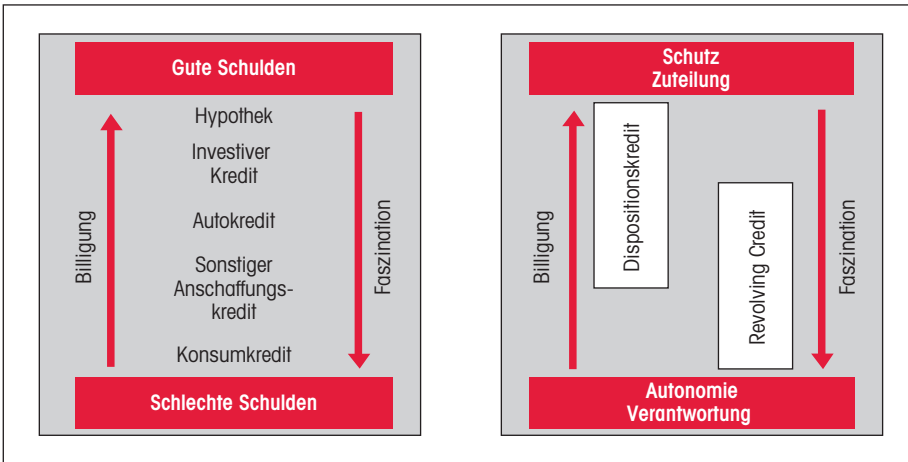 Gute Schulden
Hypothek
Investiver
Kredit
Autokredit
Sonstiger
Anschaffungs-
kredit
Konsumkredit
Schlechte Schulden
Billigung
Faszination
Schutz
Zuteilung
Billigung
Dispositionskredit
Revolving Credit
Faszination
Autonomie
Verantwortung